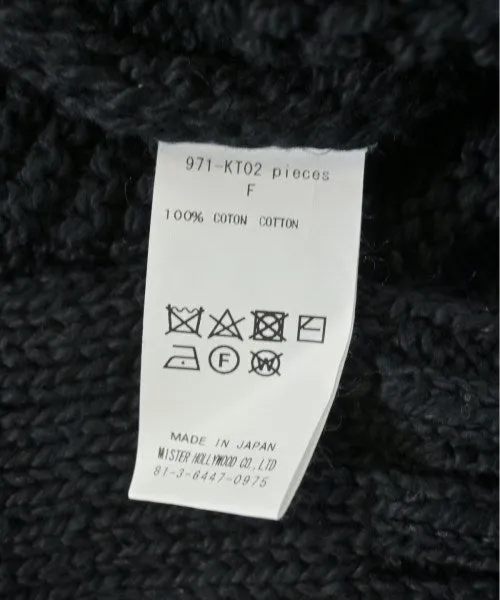 971-KT02 pieces
F
100% COTON COTTON
F
W
MADE IN JAPAN
MISTER HOLLYWOOD CO.,LTD
81-3-6447-0975